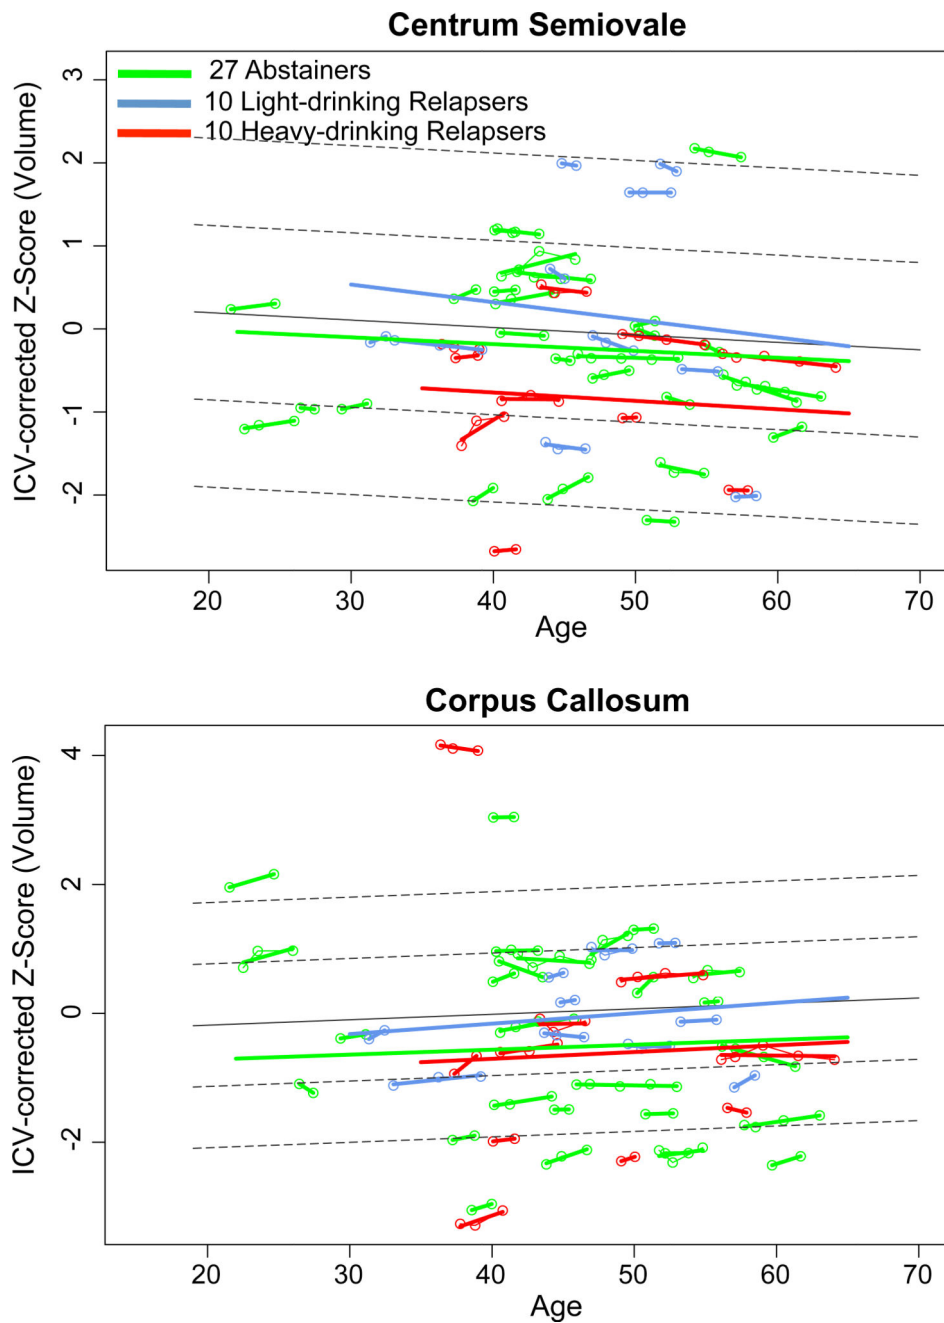 Centrum Semiovale
27 Abstainers
10 Light-drinking Relapsers
10 Heavy-drinking Relapsers
ICV-corrected Z-Score (Volume)
3
2
1
0
-1
-2
20 30 40 50 60 70
Age
Corpus Callosum
ICV-corrected Z-Score (Volume)
4
2
0
-2
20 30 40 50 60 70
Age